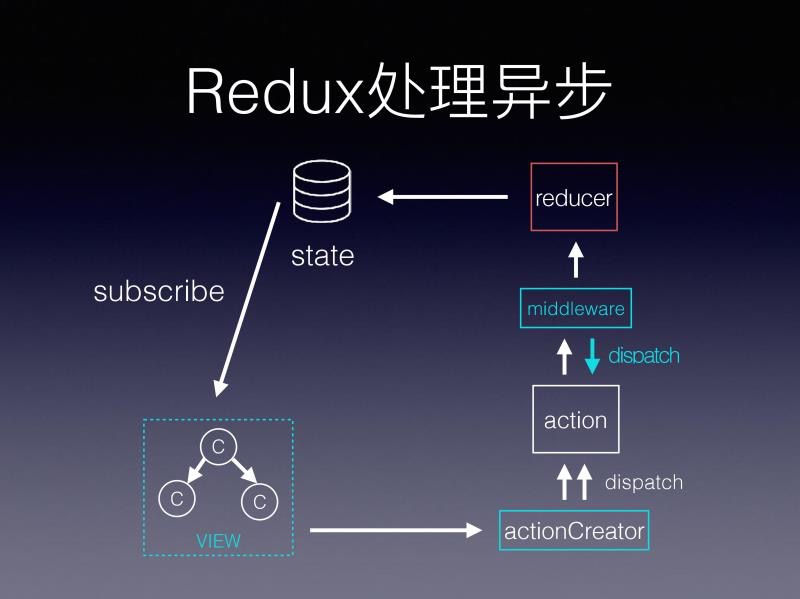 Redux处理异步
state
reducer
subscribe
middleware
dispatch
action
dispatch
C
C
C
VIEW
actionCreator